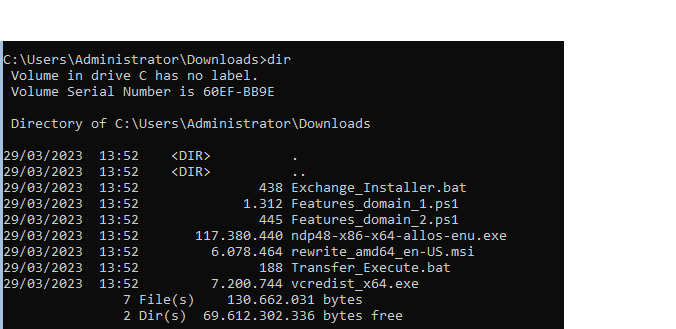 C:\Users\Administrator\Downloads>dir
Volume in drive C has no label.
Volume Serial Number is 60EF-BB9E
Directory of C:\Users\Administrator\Downloads
29/03/2023  13:52    <DIR>          .
29/03/2023  13:52    <DIR>          ..
29/03/2023  13:52               438 Exchange_Installer.bat
29/03/2023  13:52             1.312 Features_domain_1.ps1
29/03/2023  13:52               445 Features_domain_2.ps1
29/03/2023  13:52       117.380.440 ndp48-x86-x64-allos-enu.exe
29/03/2023  13:52         6.078.464 rewrite_amd64_en-US.msi
29/03/2023  13:52               188 Transfer_Execute.bat
29/03/2023  13:52         7.200.744 vcredist_x64.exe
7 File(s)    130.662.031 bytes
2 Dir(s)  69.612.302.336 bytes free